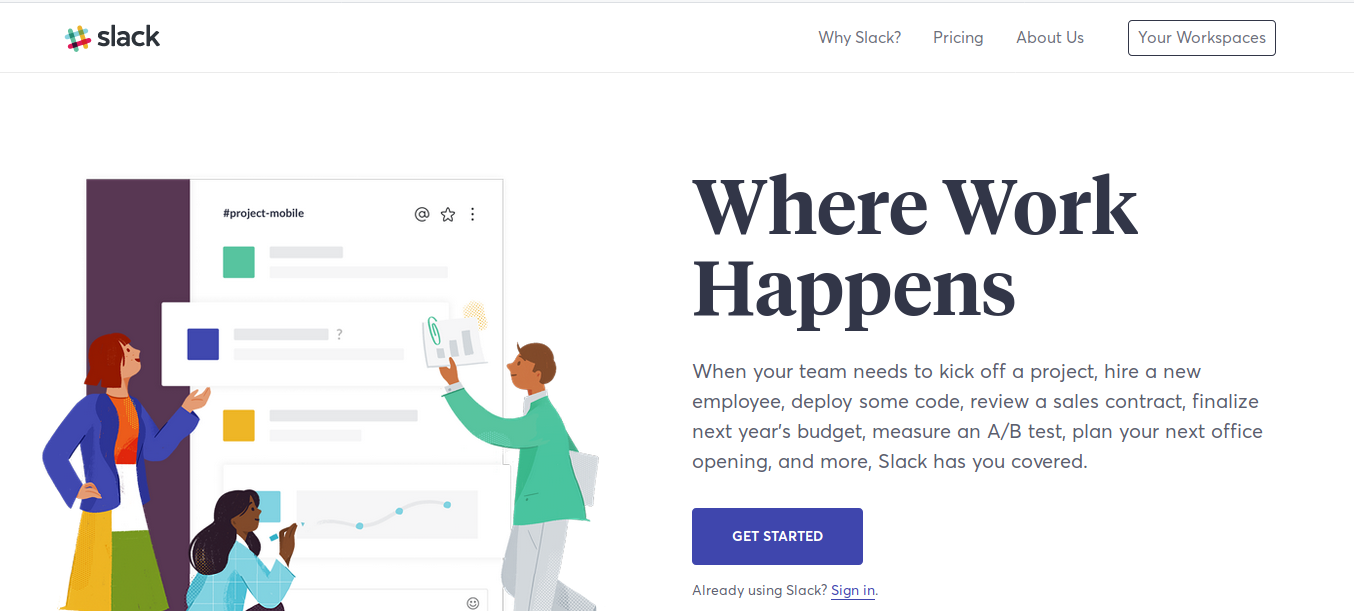 slack
Why Slack?
Pricing
About Us
Your Workspaces
#project-mobile
?
Where Work
Happens
When your team needs to kick off a project, hire a new
employee, deploy some code, review a sales contract, finalize
next year’s budget, measure an A/B test, plan your next office
opening, and more, Slack has you covered.
GET STARTED
Already using Slack? Sign in.